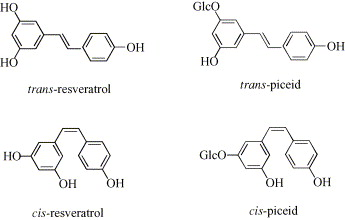 HO
GlcO
OH
OH
HO
HO
trans-resveratrol
trans-piceid
HO
GlcO
OH
OH
OH
OH
cis-resveratrol
cis-piceid